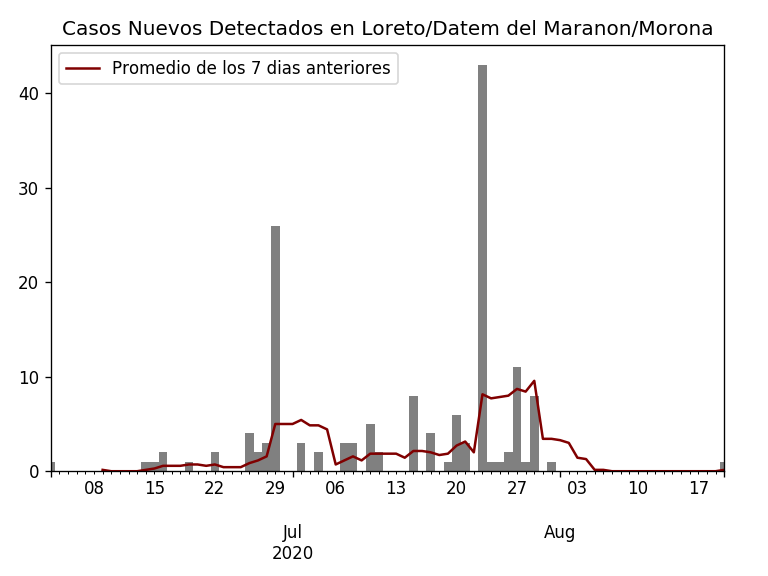 Casos Nuevos Detectados en Loreto/Datem del Maranon/Morona
Promedio de los 7 dias anteriores
40
30
20
10
0
08 15 22 29 06 13 20 27 03 10 17
Jul Aug
2020